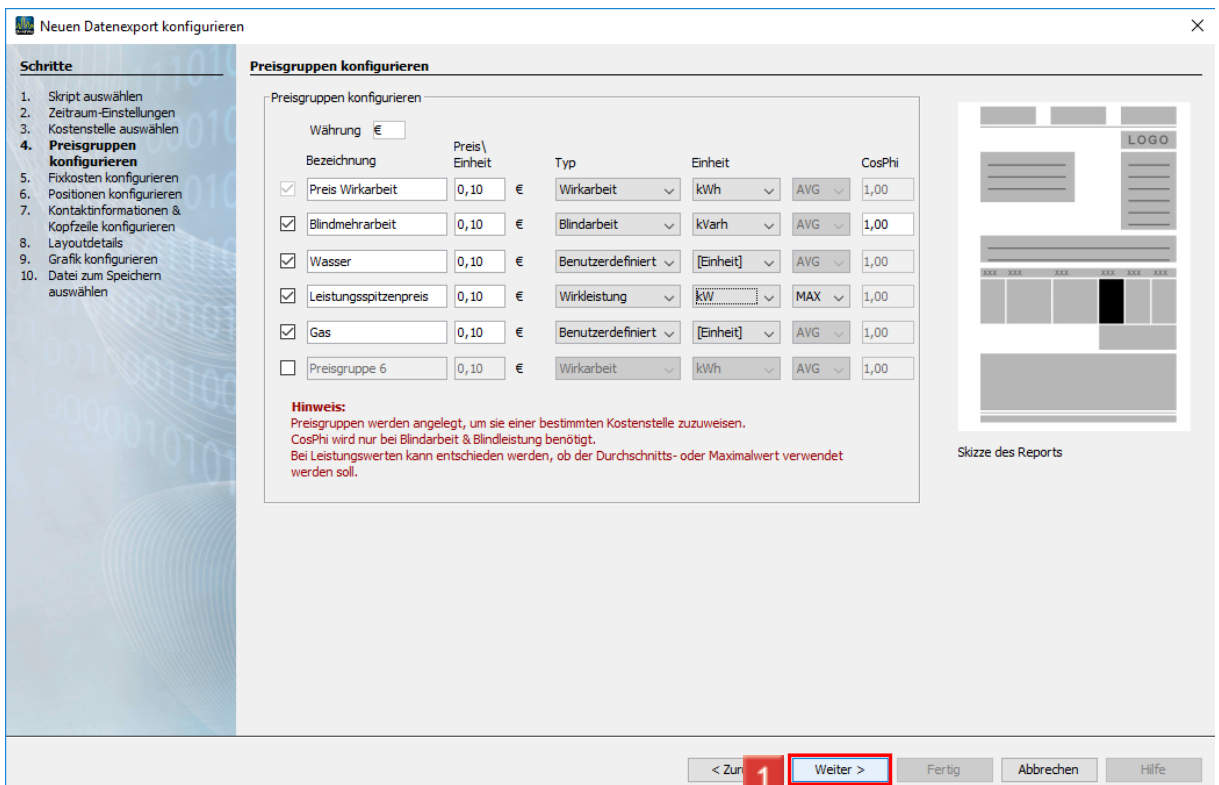 Neuen Datenexport konfigurieren
Schritte
1. Skript auswählen
2. Zeitraum-Einstellungen
3. Kostenstelle auswählen
4. Preisgruppen
konfigurieren
5. Fixkosten konfigurieren
6. Positionen konfigurieren
7. Kontaktinformationen &
Kopfzeile konfigurieren
8. Layoutdetails
9. Grafik konfigurieren
10. Datei zum Speichern
auswählen
Preisgruppen konfigurieren
Preisgruppen konfigurieren
Währung €
Preis\
Bezeichnung Einheit Typ Einheit CosPhi
Preis Wirkarbeit 0,10 € Wirkarbeit kWh AVG 1,00
Blindmehrarbeit 0,10 € Blindarbeit kVarh AVG 1,00
Wasser 0,10 € Benutzerdefiniert [Einheit] AVG 1,00
Leistungsspitzenpreis 0,10 € Wirkleistung kW MAX 1,00
Gas 0,10 € Benutzerdefiniert [Einheit] AVG 1,00
Preisgruppe 6 0,10 € Wirkarbeit kWh AVG 1,00
Hinweis:
Preisgruppen werden angelegt, um sie einer bestimmten Kostenstelle zuzuweisen.
CosPhi wird nur bei Blindarbeit & Blindleistung benötigt.
Bei Leistungswerten kann entschieden werden, ob der Durchschnitts- oder Maximalwert verwendet
werden soll.
LOGO
XXX XXX XXX XXX XXX XXX
Skizze des Reports
< Zur 1 Weiter > Fertig Abbrechen Hilfe